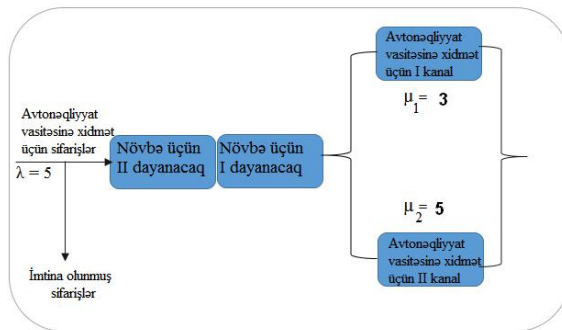 Avtonəqliyyat
vasitəsinə xidmət
üçün I kanal
μ1= 3
Avtonəqliyyat
vasitəsinə xidmət
üçün sifarişlər
λ = 5
Növbə üçün
II dayanacaq
Növbə üçün
I dayanacaq
μ2= 5
Avtonəqliyyat
vasitəsinə xidmət
üçün II kanal
İmtina olunmuş
sifarişlər